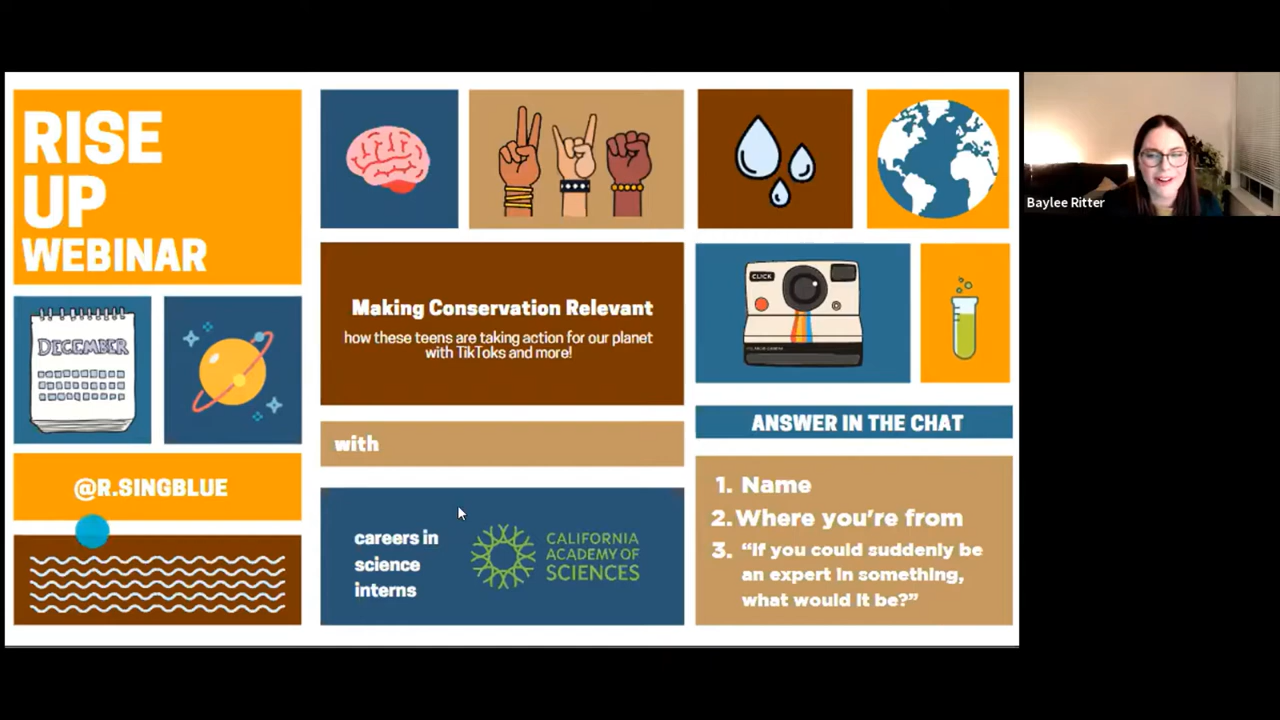 RISE
UP
WEBINAR
DECEMBER
@R.SINGBLUE
Making Conservation Relevant
how these teens are taking action for our planet
with TikToks and more!
with
careers in
science
interns
CALIFORNIA
ACADEMY OF
SCIENCES
CLICK
ANSWER IN THE CHAT
1. Name
2. Where you're from
3. “If you could suddenly be
an expert in something,
what would it be?”
Baylee Ritter